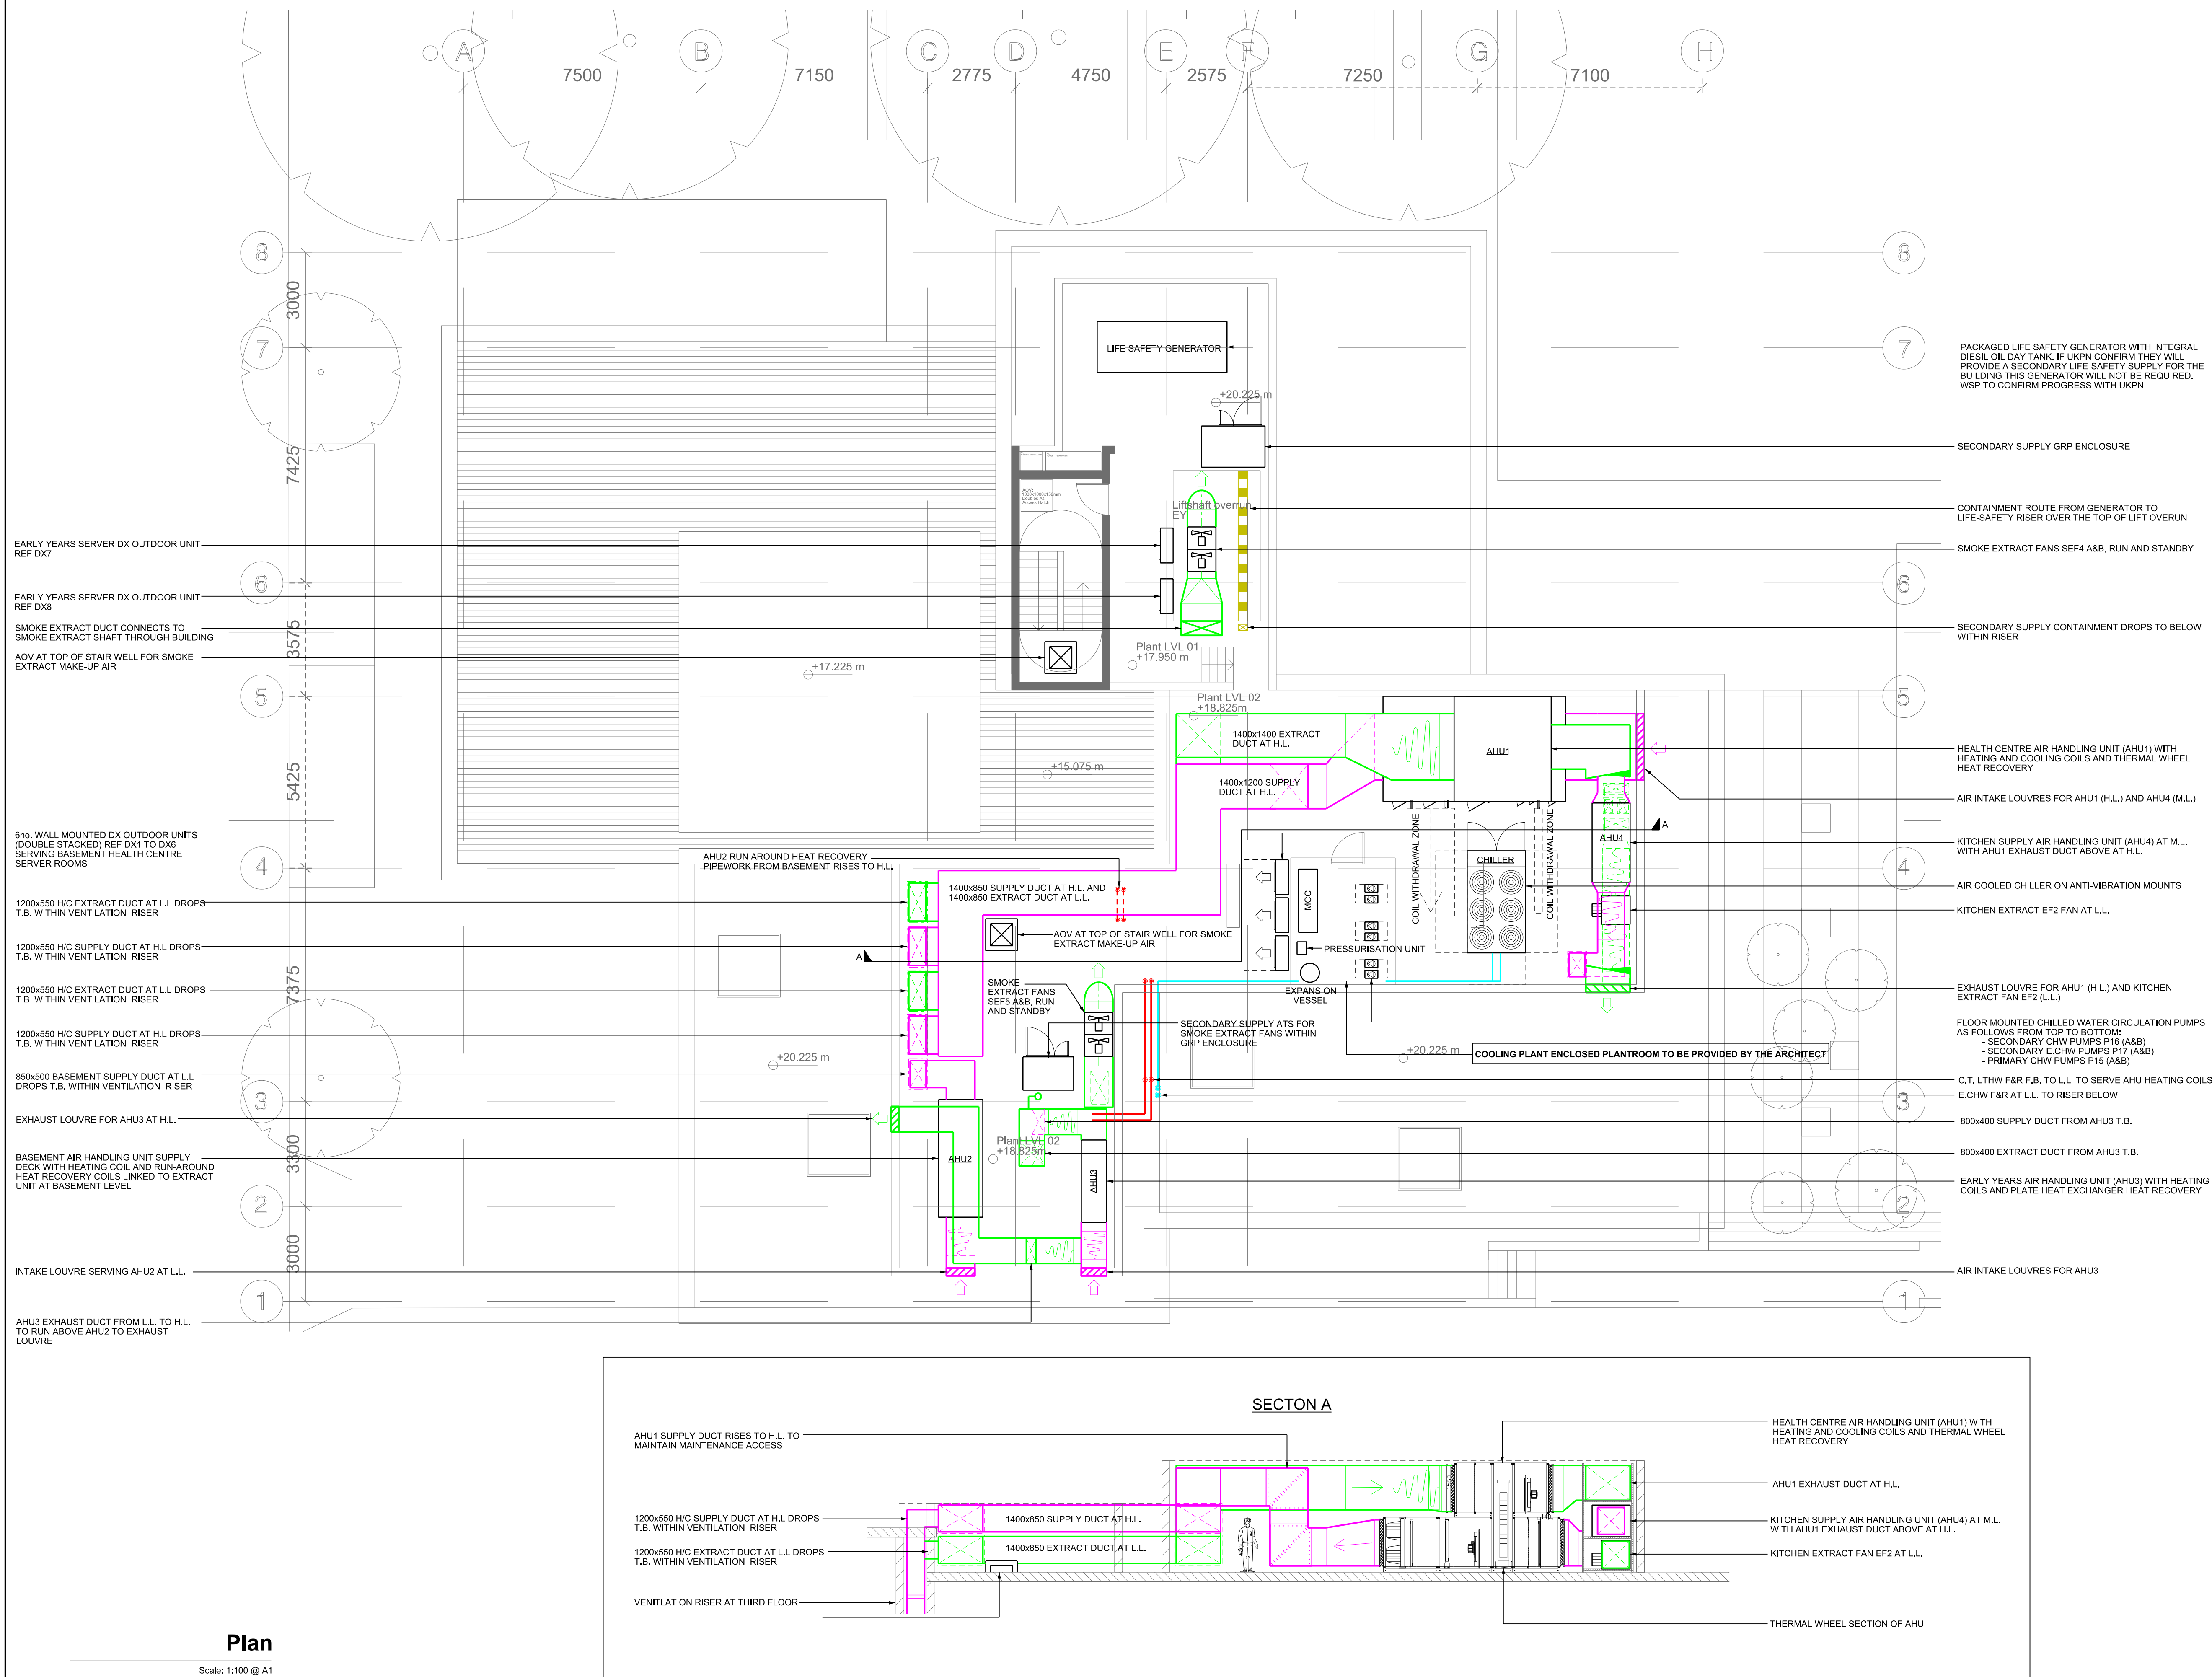 A
B
C
D
E
F
G
H
7500
7150
2775
4750
2575
7250
7100
8
8
3000
7
7
7425
6
6
3575
5
5
5425
4
4
7375
3
3
3300
2
2
3000
1
1
LIFE SAFETY GENERATOR
+20.225 m
AOV:
1000x1000x160mm
Doubles As
Access Hatch
Liftshaft overrun
EY
Plant LVL 01
+17.950 m
+17.225 m
Plant LVL 02
+18.825m
+15.075 m
1400x1400 EXTRACT
DUCT AT H.L.
1400x1200 SUPPLY
DUCT AT H.L.
AHU1
COIL WITHDRAWAL ZONE
COIL WITHDRAWAL ZONE
AHU4
A
CHILLER
AHU2 RUN AROUND HEAT RECOVERY
PIPEWORK FROM BASEMENT RISES TO H.L.
1400x850 SUPPLY DUCT AT H.L. AND
1400x850 EXTRACT DUCT AT L.L.
MCC
AOV AT TOP OF STAIR WELL FOR SMOKE
EXTRACT MAKE-UP AIR
PRESSURISATION UNIT
A
SMOKE
EXTRACT FANS
SEF5 A&B, RUN
AND STANDBY
EXPANSION
VESSEL
SECONDARY SUPPLY ATS FOR
SMOKE EXTRACT FANS WITHIN
GRP ENCLOSURE
+20.225 m
+20.225 m
COOLING PLANT ENCLOSED PLANTROOM TO BE PROVIDED BY THE ARCHITECT
Plant LVL 02
+18.825m
AHU2
AHU3
EARLY YEARS SERVER DX OUTDOOR UNIT
REF DX7
EARLY YEARS SERVER DX OUTDOOR UNIT
REF DX8
SMOKE EXTRACT DUCT CONNECTS TO
SMOKE EXTRACT SHAFT THROUGH BUILDING
AOV AT TOP OF STAIR WELL FOR SMOKE
EXTRACT MAKE-UP AIR
6no. WALL MOUNTED DX OUTDOOR UNITS
(DOUBLE STACKED) REF DX1 TO DX6
SERVING BASEMENT HEALTH CENTRE
SERVER ROOMS
1200x550 H/C EXTRACT DUCT AT L.L DROPS
T.B. WITHIN VENTILATION RISER
1200x550 H/C SUPPLY DUCT AT H.L DROPS
T.B. WITHIN VENTILATION RISER
1200x550 H/C EXTRACT DUCT AT L.L DROPS
T.B. WITHIN VENTILATION RISER
1200x550 H/C SUPPLY DUCT AT H.L DROPS
T.B. WITHIN VENTILATION RISER
850x500 BASEMENT SUPPLY DUCT AT L.L
DROPS T.B. WITHIN VENTILATION RISER
EXHAUST LOUVRE FOR AHU3 AT H.L.
BASEMENT AIR HANDLING UNIT SUPPLY
DECK WITH HEATING COIL AND RUN-AROUND
HEAT RECOVERY COILS LINKED TO EXTRACT
UNIT AT BASEMENT LEVEL
INTAKE LOUVRE SERVING AHU2 AT L.L.
AHU3 EXHAUST DUCT FROM L.L. TO H.L.
TO RUN ABOVE AHU2 TO EXHAUST
LOUVRE
PACKAGED LIFE SAFETY GENERATOR WITH INTEGRAL
DIESIL OIL DAY TANK. IF UKPN CONFIRM THEY WILL
PROVIDE A SECONDARY LIFE-SAFETY SUPPLY FOR THE
BUILDING THIS GENERATOR WILL NOT BE REQUIRED.
WSP TO CONFIRM PROGRESS WITH UKPN
SECONDARY SUPPLY GRP ENCLOSURE
CONTAINMENT ROUTE FROM GENERATOR TO
LIFE-SAFETY RISER OVER THE TOP OF LIFT OVERUN
SMOKE EXTRACT FANS SEF4 A&B, RUN AND STANDBY
SECONDARY SUPPLY CONTAINMENT DROPS TO BELOW
WITHIN RISER
HEALTH CENTRE AIR HANDLING UNIT (AHU1) WITH
HEATING AND COOLING COILS AND THERMAL WHEEL
HEAT RECOVERY
AIR INTAKE LOUVRES FOR AHU1 (H.L.) AND AHU4 (M.L.)
KITCHEN SUPPLY AIR HANDLING UNIT (AHU4) AT M.L.
WITH AHU1 EXHAUST DUCT ABOVE AT H.L.
AIR COOLED CHILLER ON ANTI-VIBRATION MOUNTS
KITCHEN EXTRACT EF2 FAN AT L.L.
EXHAUST LOUVRE FOR AHU1 (H.L.) AND KITCHEN
EXTRACT FAN EF2 (L.L.)
FLOOR MOUNTED CHILLED WATER CIRCULATION PUMPS
AS FOLLOWS FROM TOP TO BOTTOM;
- SECONDARY CHW PUMPS P16 (A&B)
- SECONDARY E.CHW PUMPS P17 (A&B)
- PRIMARY CHW PUMPS P15 (A&B)
C.T. LTHW F&R F.B. TO L.L. TO SERVE AHU HEATING COILS
E.CHW F&R AT L.L. TO RISER BELOW
800x400 SUPPLY DUCT FROM AHU3 T.B.
800x400 EXTRACT DUCT FROM AHU3 T.B.
EARLY YEARS AIR HANDLING UNIT (AHU3) WITH HEATING
COILS AND PLATE HEAT EXCHANGER HEAT RECOVERY
AIR INTAKE LOUVRES FOR AHU3
SECTON A
AHU1 SUPPLY DUCT RISES TO H.L. TO
MAINTAIN MAINTENANCE ACCESS
1200x550 H/C SUPPLY DUCT AT H.L DROPS
T.B. WITHIN VENTILATION RISER
1200x550 H/C EXTRACT DUCT AT L.L DROPS
T.B. WITHIN VENTILATION RISER
VENITLATION RISER AT THIRD FLOOR
1400x850 SUPPLY DUCT AT H.L.
1400x850 EXTRACT DUCT AT L.L.
HEALTH CENTRE AIR HANDLING UNIT (AHU1) WITH
HEATING AND COOLING COILS AND THERMAL WHEEL
HEAT RECOVERY
AHU1 EXHAUST DUCT AT H.L.
KITCHEN SUPPLY AIR HANDLING UNIT (AHU4) AT M.L.
WITH AHU1 EXHAUST DUCT ABOVE AT H.L.
KITCHEN EXTRACT FAN EF2 AT L.L.
THERMAL WHEEL SECTION OF AHU
Plan
Scale: 1:100 @ A1